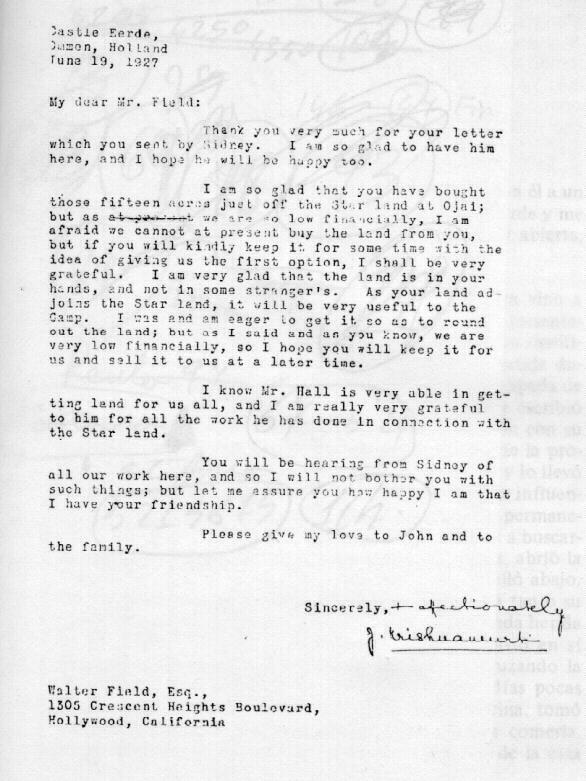 Castle Eerde,
Ommen, Holland
June 19, 1927
My dear Mr. Field:
Thank you very much for your letter
which you sent by Sidney. I am so glad to have him
here, and I hope he will be happy too.
I am so glad that you have bought
those fifteen acres just off the Star land at Ojai;
but as at present we are so low financially, I am
afraid we cannot at present buy the land from you,
but if you will kindly keep it for some time with the
idea of giving us the first option, I shall be very
grateful. I am very glad that the land is in your
hands, and not in some stranger's. As your land ad-
joins the Star land, it will be very useful to the
Camp. I was and am eager to get it so as to round
out the land; but as I said and as you know, we are
very low financially, so I hope you will keep it for
us and sell it to us at a later time.
I know Mr. Hall is very able in get-
ting land for us all, and I am really very grateful
to him for all the work he has done in connection with
the Star land.
You will be hearing from Sidney of
all our work here, and so I will not bother you with
such things; but let me assure you how happy I am that
I have your friendship.
Please give my love to John and to
the family.
Sincerely, + afectionately
J. Krishnamurti
Walter Field, Esq.,
1305 Crescent Heights Boulevard,
Hollywood, California